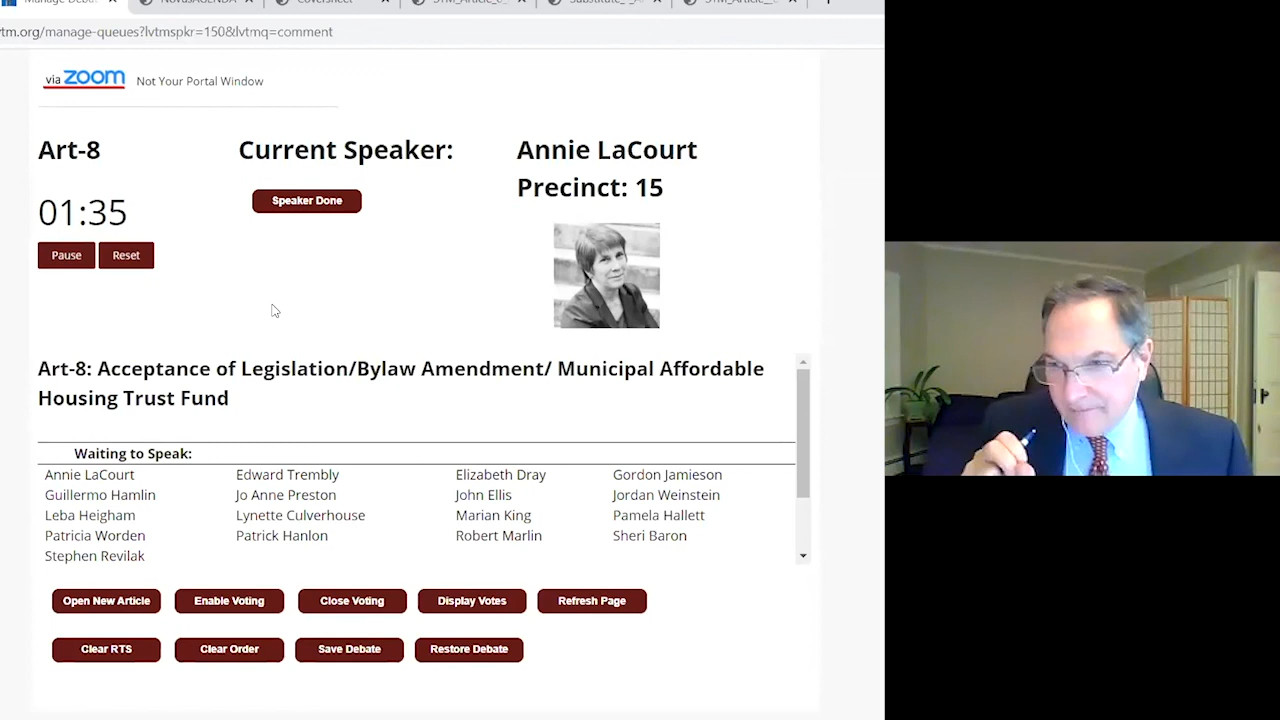 Manage Deba
NovusAGENDA
Coversheet
Substitute
tm.org/manage-queues?lvtmspkr=150&lvtmq=comment
via zoom Not Your Portal Window
Art-8 Current Speaker: Annie LaCourt
Precinct: 15
Speaker Done
01:35
Pause Reset
Art-8: Acceptance of Legislation/Bylaw Amendment/ Municipal Affordable
Housing Trust Fund
Waiting to Speak:
Annie LaCourt Edward Trembly Elizabeth Dray Gordon Jamieson
Guillermo Hamlin Jo Anne Preston John Ellis Jordan Weinstein
Leba Heigham Lynette Culverhouse Marian King Pamela Hallett
Patricia Worden Patrick Hanlon Robert Marlin Sheri Baron
Stephen Revilak
Open New Article Enable Voting Close Voting Display Votes Refresh Page
Clear RTS Clear Order Save Debate Restore Debate